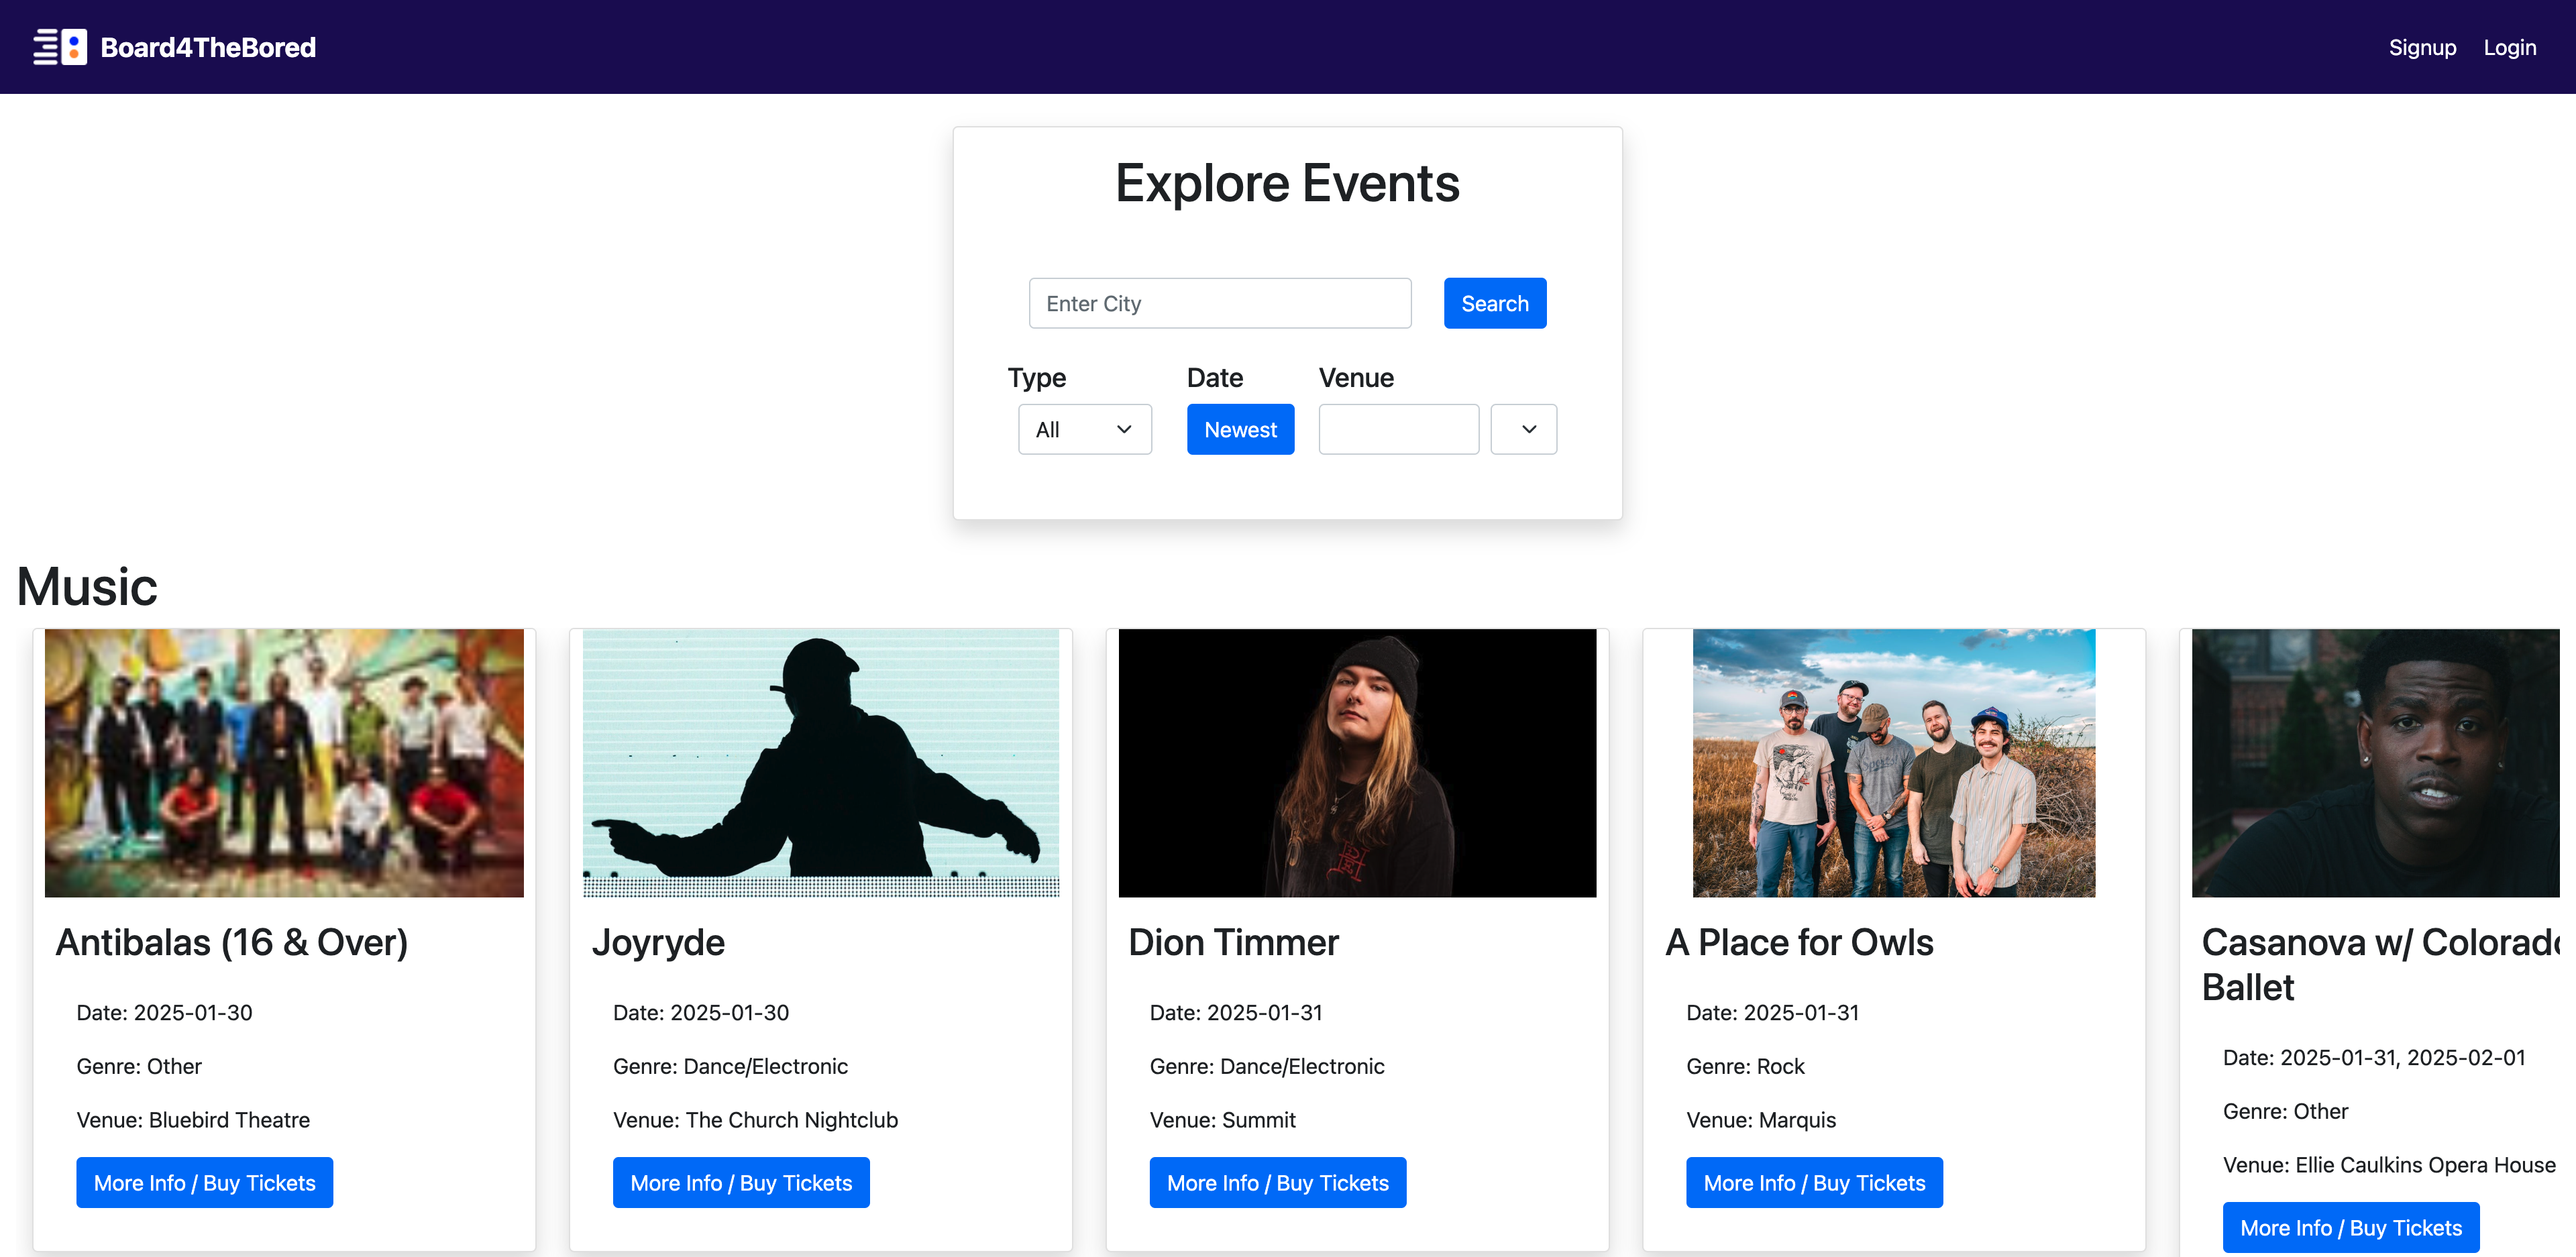 Board4TheBored
Signup Login
Explore Events
Enter City
Search
Type
Date
Venue
All
Newest
Music
Antibalas (16 & Over)
Date: 2025-01-30
Genre: Other
Venue: Bluebird Theatre
More Info / Buy Tickets
Joyryde
Date: 2025-01-30
Genre: Dance/Electronic
Venue: The Church Nightclub
More Info / Buy Tickets
Dion Timmer
Date: 2025-01-31
Genre: Dance/Electronic
Venue: Summit
More Info / Buy Tickets
A Place for Owls
Date: 2025-01-31
Genre: Rock
Venue: Marquis
More Info / Buy Tickets
Casanova w/ Colorado
Ballet
Date: 2025-01-31, 2025-02-01
Genre: Other
Venue: Ellie Caulkins Opera House
More Info / Buy Tickets